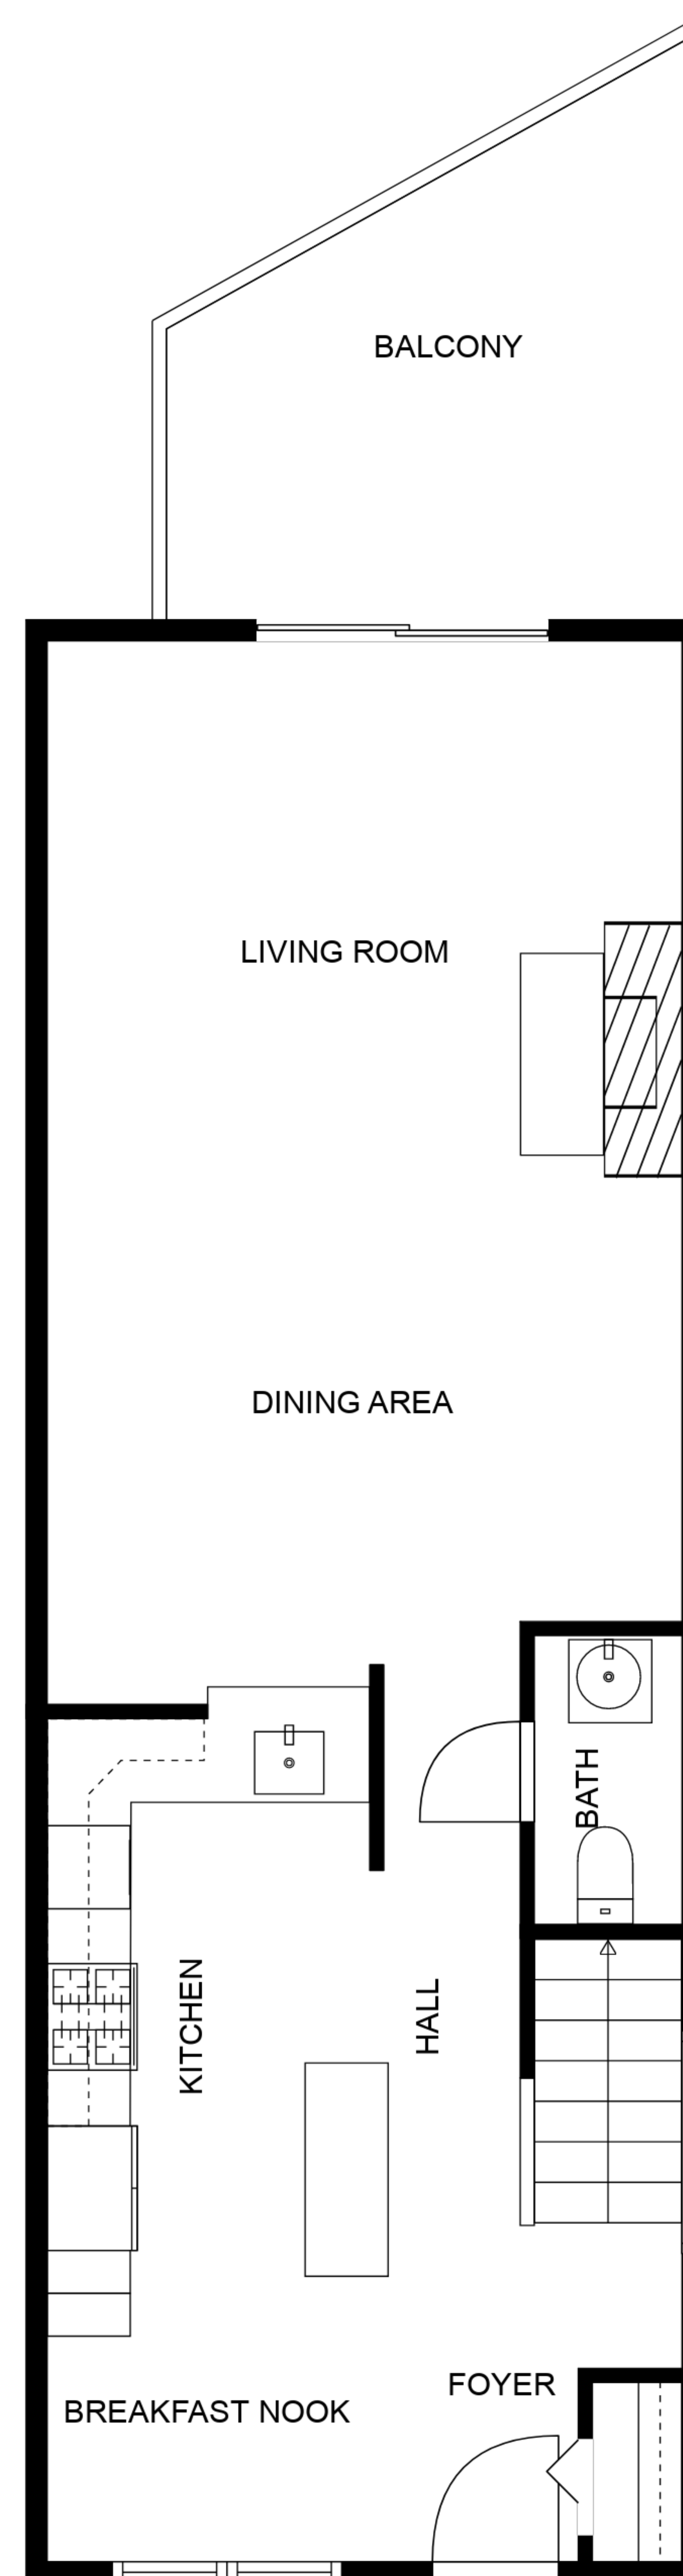 BALCONY
LIVING ROOM
DINING AREA
BATH
KITCHEN
HALL
FOYER
BREAKFAST NOOK